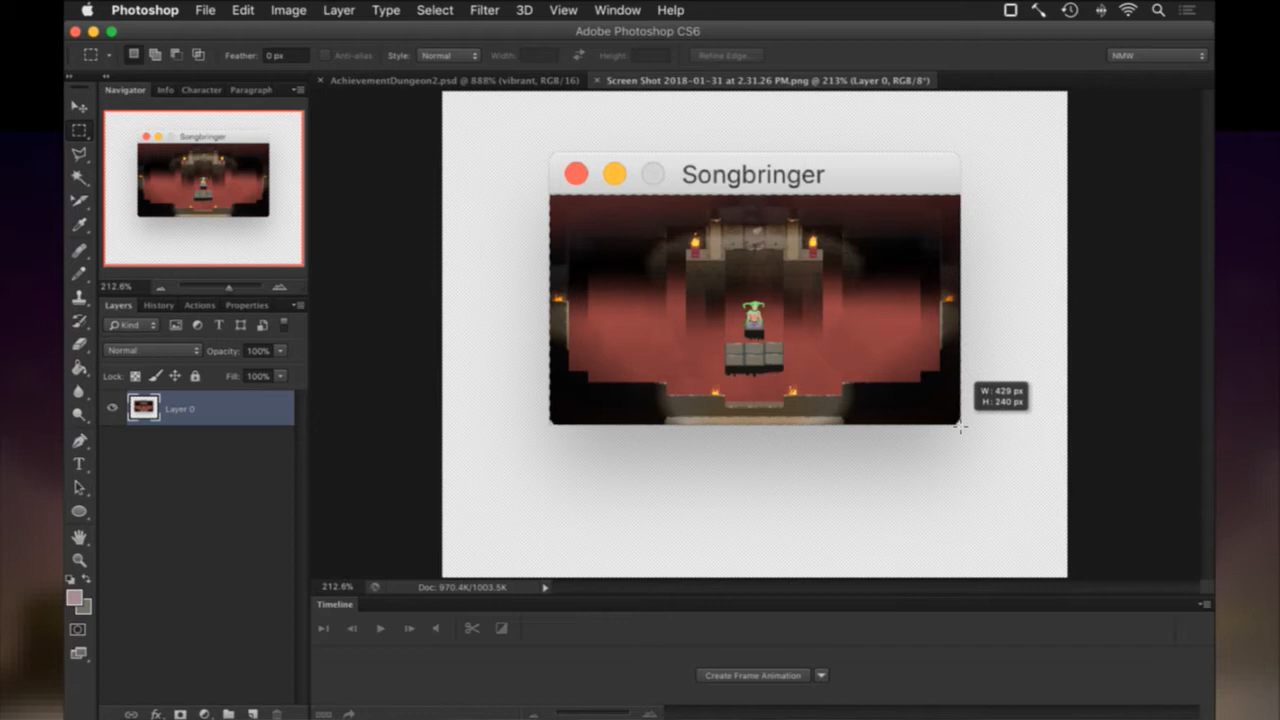 Photoshop File Edit Image Layer Type Select Filter 3D View Window Help
Adobe Photoshop CS6
Feather: 0 px Anti-alias Style: Normal Width: Height: Refine Edge... NMW
AchievementDungeon2.psd @ 888% (vibrant, RGB/16) Screen Shot 2018-01-31 at 2.31.26 PM.png @ 213% (Layer 0, RGB/8*)
Navigator Info Character Paragraph
Songbringer
212.6%
Layers History Actions Properties
Kind
Normal Opacity: 100%
Lock: Fill: 100%
Layer 0
Songbringer
W: 429 px
H: 240 px
212.6% Doc: 970.4K/1003.5K
Timeline
Create Frame Animation